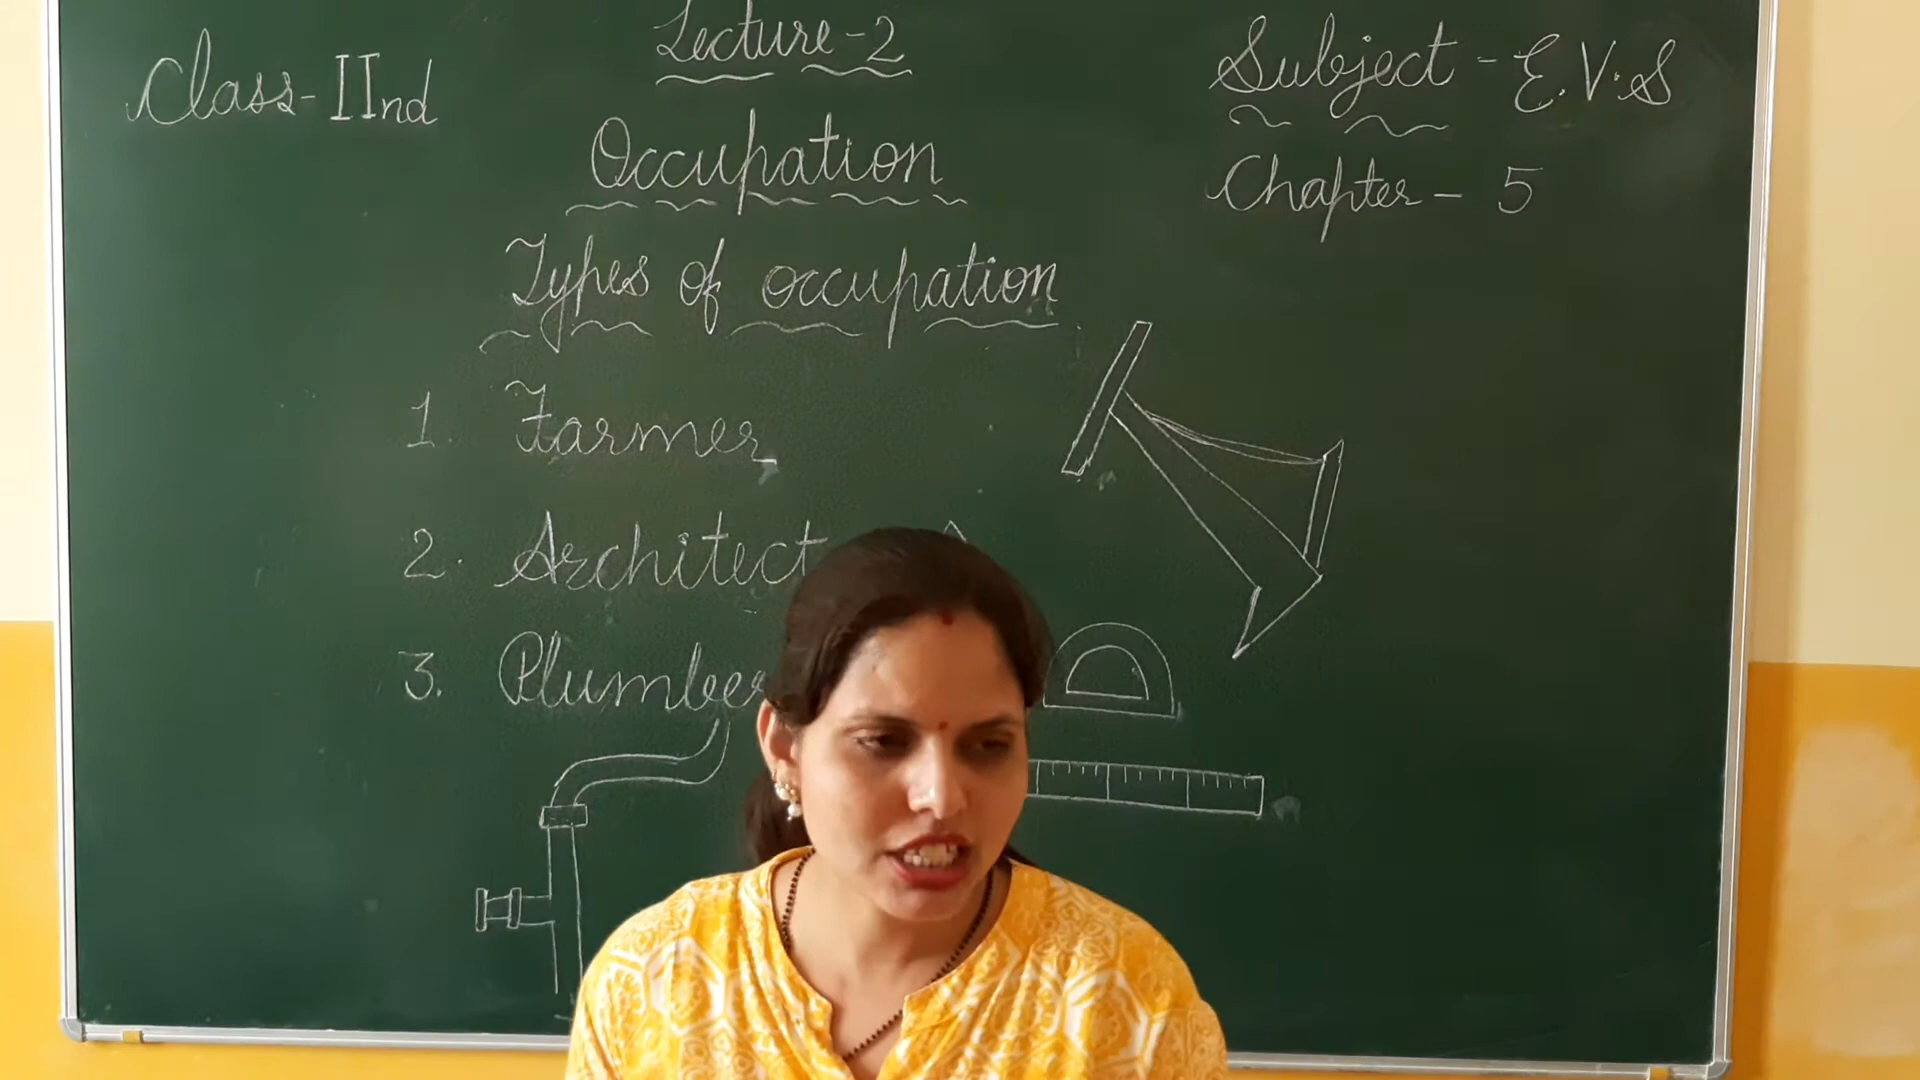 Class-IInd
Lecture-2
Subject - E.V.S
Occupation
Chapter - 5
Types of occupation
1. Farmer
2. Architect
3. Plumber